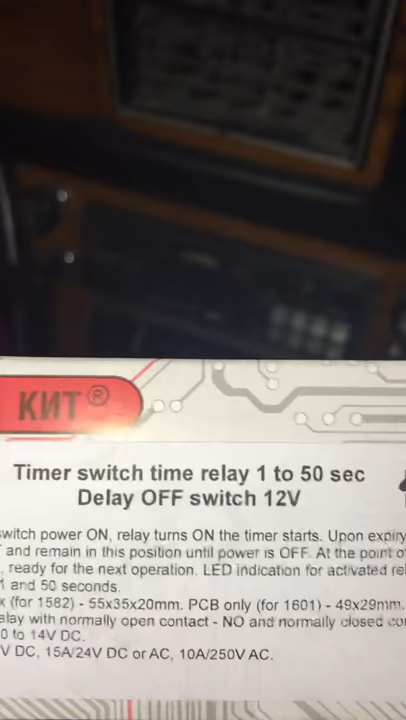 КИТ®
Timer switch time relay 1 to 50 sec
Delay OFF switch 12V
switch power ON, relay turns ON the timer starts. Upon expiry
and remain in this position until power is OFF. At the point of
, ready for the next operation. LED indication for activated rel
1 and 50 seconds.
x (for 1582) - 55x35x20mm. PCB only (for 1601) - 49x29mm.
elay with normally open contact - NO and normally closed con
0 to 14V DC.
V DC, 15A/24V DC or AC, 10A/250V AC.